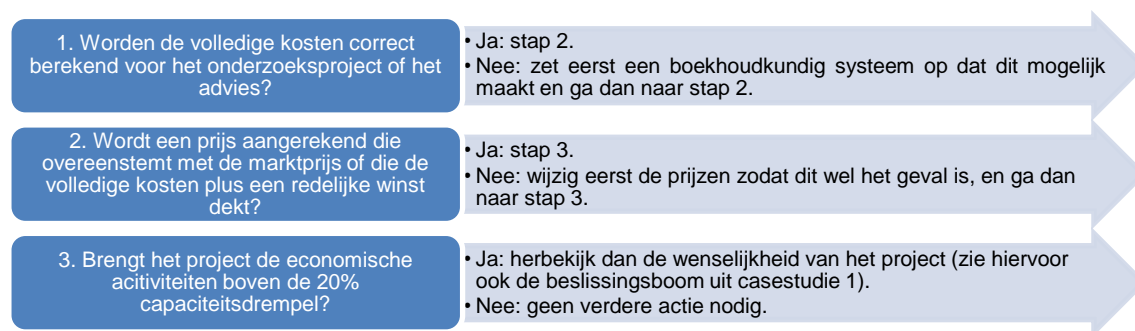 1. Worden de volledige kosten correct
berekend voor het onderzoeksproject of het
advies?
• Ja: stap 2.
• Nee: zet eerst een boekhoudkundig systeem op dat dit mogelijk
maakt en ga dan naar stap 2.
2. Wordt een prijs aangerekend die
overeenstemt met de marktprijs of die de
volledige kosten plus een redelijke winst
dekt?
• Ja: stap 3.
• Nee: wijzig eerst de prijzen zodat dit wel het geval is, en ga dan
naar stap 3.
3. Brengt het project de economische
acitiviteiten boven de 20%
capaciteitsdrempel?
• Ja: herbekijk dan de wenselijkheid van het project (zie hiervoor
ook de beslissingsboom uit casestudie 1).
• Nee: geen verdere actie nodig.